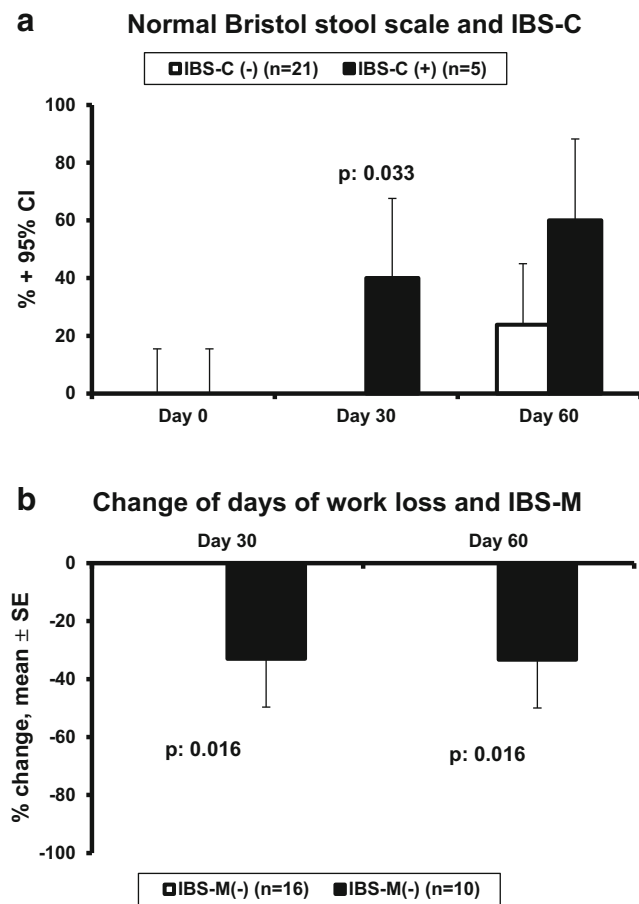 a Normal Bristol stool scale and IBS-C
IBS-C (-) (n=21) IBS-C (+) (n=5)
100
80
60
40
20
0
% + 95% CI
p: 0.033
Day 0 Day 30 Day 60
b Change of days of work loss and IBS-M
Day 30 Day 60
0
-20
-40
-60
-80
-100
% change, mean ± SE
p: 0.016 p: 0.016
IBS-M(-) (n=16) IBS-M(-) (n=10)